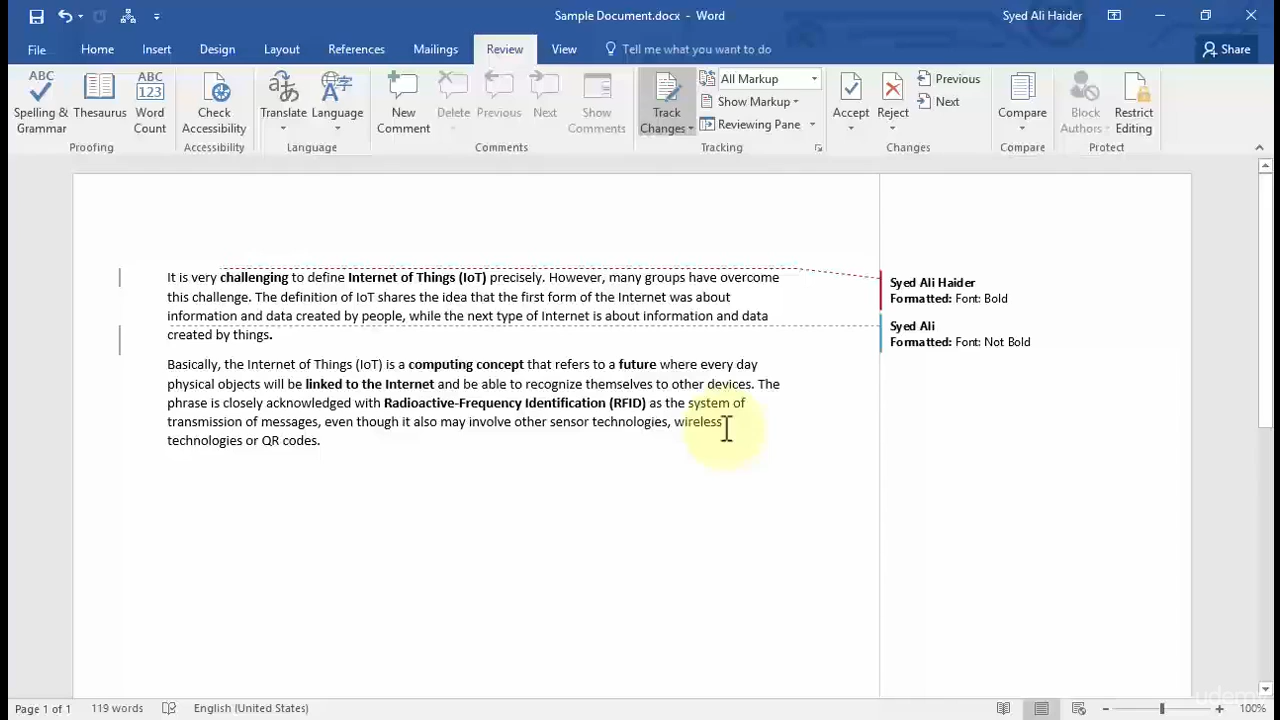 Sample Document.docx - Word
Syed Ali Haider
File Home Insert Design Layout References Mailings Review View Tell me what you want to do Share
ABC Spelling & Grammar
Thesaurus
ABC 123 Word Count
Check Accessibility
Translate
Language
New Comment
Delete
Previous
Next
Show Comments
Track Changes
All Markup
Show Markup
Reviewing Pane
Accept
Reject
Previous
Next
Compare
Block Authors
Restrict Editing
Proofing Accessibility Language Comments Tracking Changes Compare Protect
It is very challenging to define Internet of Things (IoT) precisely. However, many groups have overcome
this challenge. The definition of IoT shares the idea that the first form of the Internet was about
information and data created by people, while the next type of Internet is about information and data
created by things.
Basically, the Internet of Things (IoT) is a computing concept that refers to a future where every day
physical objects will be linked to the Internet and be able to recognize themselves to other devices. The
phrase is closely acknowledged with Radioactive-Frequency Identification (RFID) as the system of
transmission of messages, even though it also may involve other sensor technologies, wireless
technologies or QR codes.
Syed Ali Haider
Formatted: Font: Bold
Syed Ali
Formatted: Font: Not Bold
Page 1 of 1 119 words English (United States) 100%
udemy